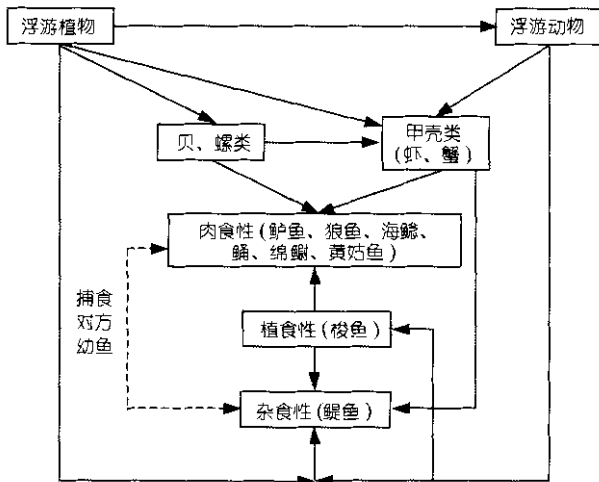 浮游植物
浮游动物
贝、螺类
甲壳类
(虾、蟹)
肉食性(鲈鱼、狼鱼、海鲶、
鲬、绵鳚、黄姑鱼)
捕食
对方
幼鱼
植食性(梭鱼)
杂食性(鳀鱼)